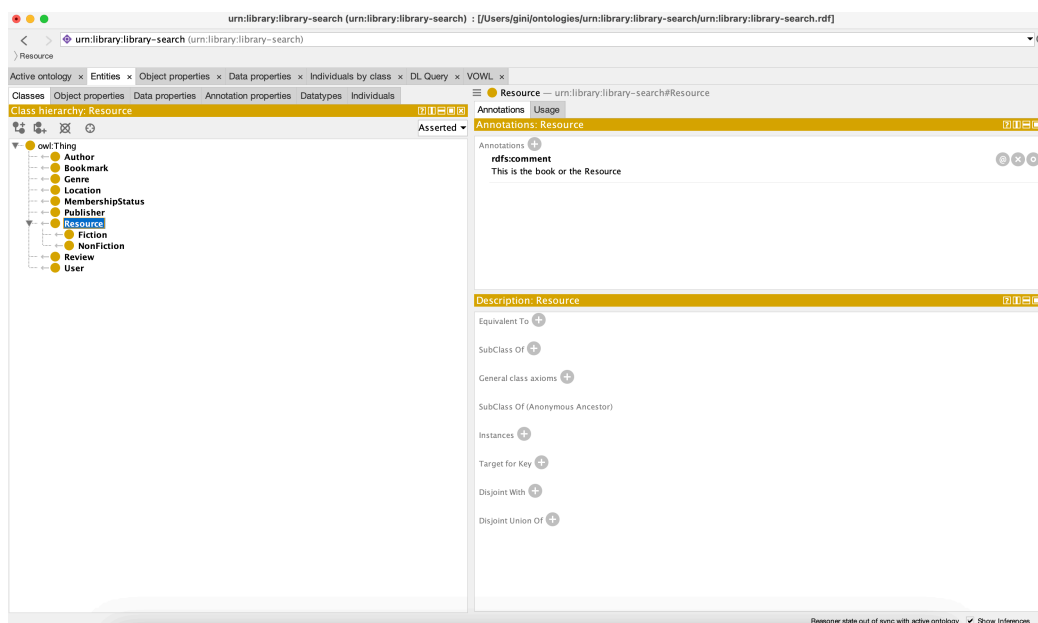 urn:library:library-search (urn:library:library-search) : [/Users/gini/ontologies/urn:library:library-search/urn:library:library-search.rdf]
urn:library:library-search (urn:library:library-search)
Resource
Active ontology × Entities × Object properties × Data properties × Individuals by class × DL Query × VOWL ×
Classes Object properties Data properties Annotation properties Datatypes Individuals
Class hierarchy: Resource
Asserted
owl:Thing
Author
Bookmark
Genre
Location
MembershipStatus
Publisher
Resource
Fiction
NonFiction
Review
User
Resource — urn:library:library-search#Resource
Annotations Usage
Annotations: Resource
Annotations
rdfs:comment
This is the book or the Resource
Description: Resource
Equivalent To
SubClass Of
General class axioms
SubClass Of (Anonymous Ancestor)
Instances
Target for Key
Disjoint With
Disjoint Union Of
Reasoner state out of sync with active ontology Show Inferences